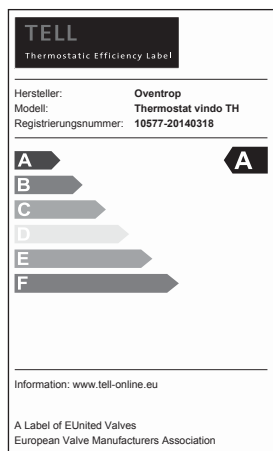 TELL
Thermostatic Efficiency Label
Hersteller: Oventrop
Modell: Thermostat vindo TH
Registrierungsnummer: 10577-20140318
A A
B
C
D
E
F
Information: www.tell-online.eu
A Label of EUnited Valves
European Valve Manufacturers Association